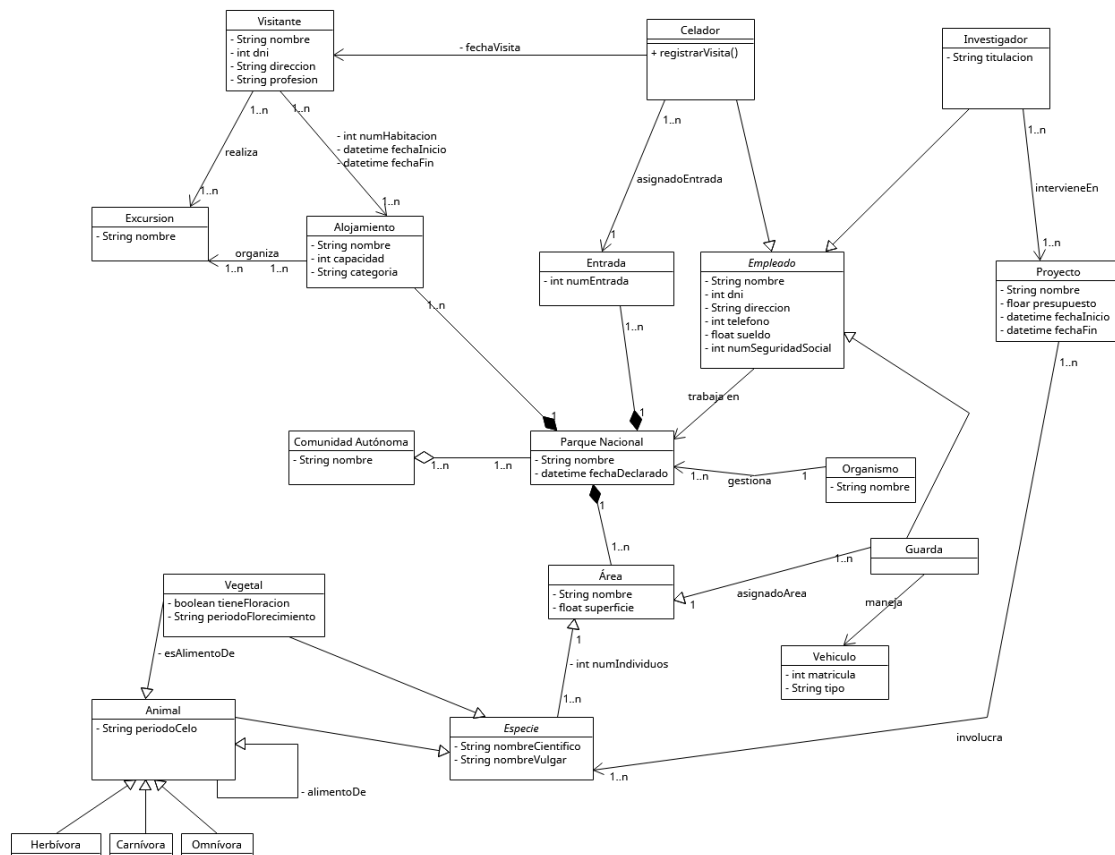 Visitante
- String nombre
- int dni
- String direccion
- String profesion
- fechaVisita
Celador
+ registrarVisita()
Investigador
- String titulacion
1..n
1..n
1..n
1..n
- int numHabitacion
- datetime fechaInicio
- datetime fechaFin
realiza
asignadoEntrada
intervieneEn
1..n
1..n
1
1..n
Excursion
- String nombre
organiza
1..n
1..n
Alojamiento
- String nombre
- int capacidad
- String categoria
Entrada
- int numEntrada
Empleado
- String nombre
- int dni
- String direccion
- int telefono
- float sueldo
- int numSeguridadSocial
Proyecto
- String nombre
- floar presupuesto
- datetime fechaInicio
- datetime fechaFin
1..n
1..n
1..n
trabaja en
1
1
Comunidad Autónoma
- String nombre
1..n
1..n
Parque Nacional
- String nombre
- datetime fechaDeclarado
1..n
gestiona
1
Organismo
- String nombre
1
1..n
Guarda
1..n
asignadoArea
1
maneja
Área
- String nombre
- float superficie
Vegetal
- boolean tieneFloracion
- String periodoFlorecimiento
- esAlimentoDe
1
- int numIndividuos
1..n
Vehiculo
- int matricula
- String tipo
Animal
- String periodoCelo
Especie
- String nombreCientifico
- String nombreVulgar
involucra
1..n
- alimentoDe
Herbívora
Carnívora
Omnívora